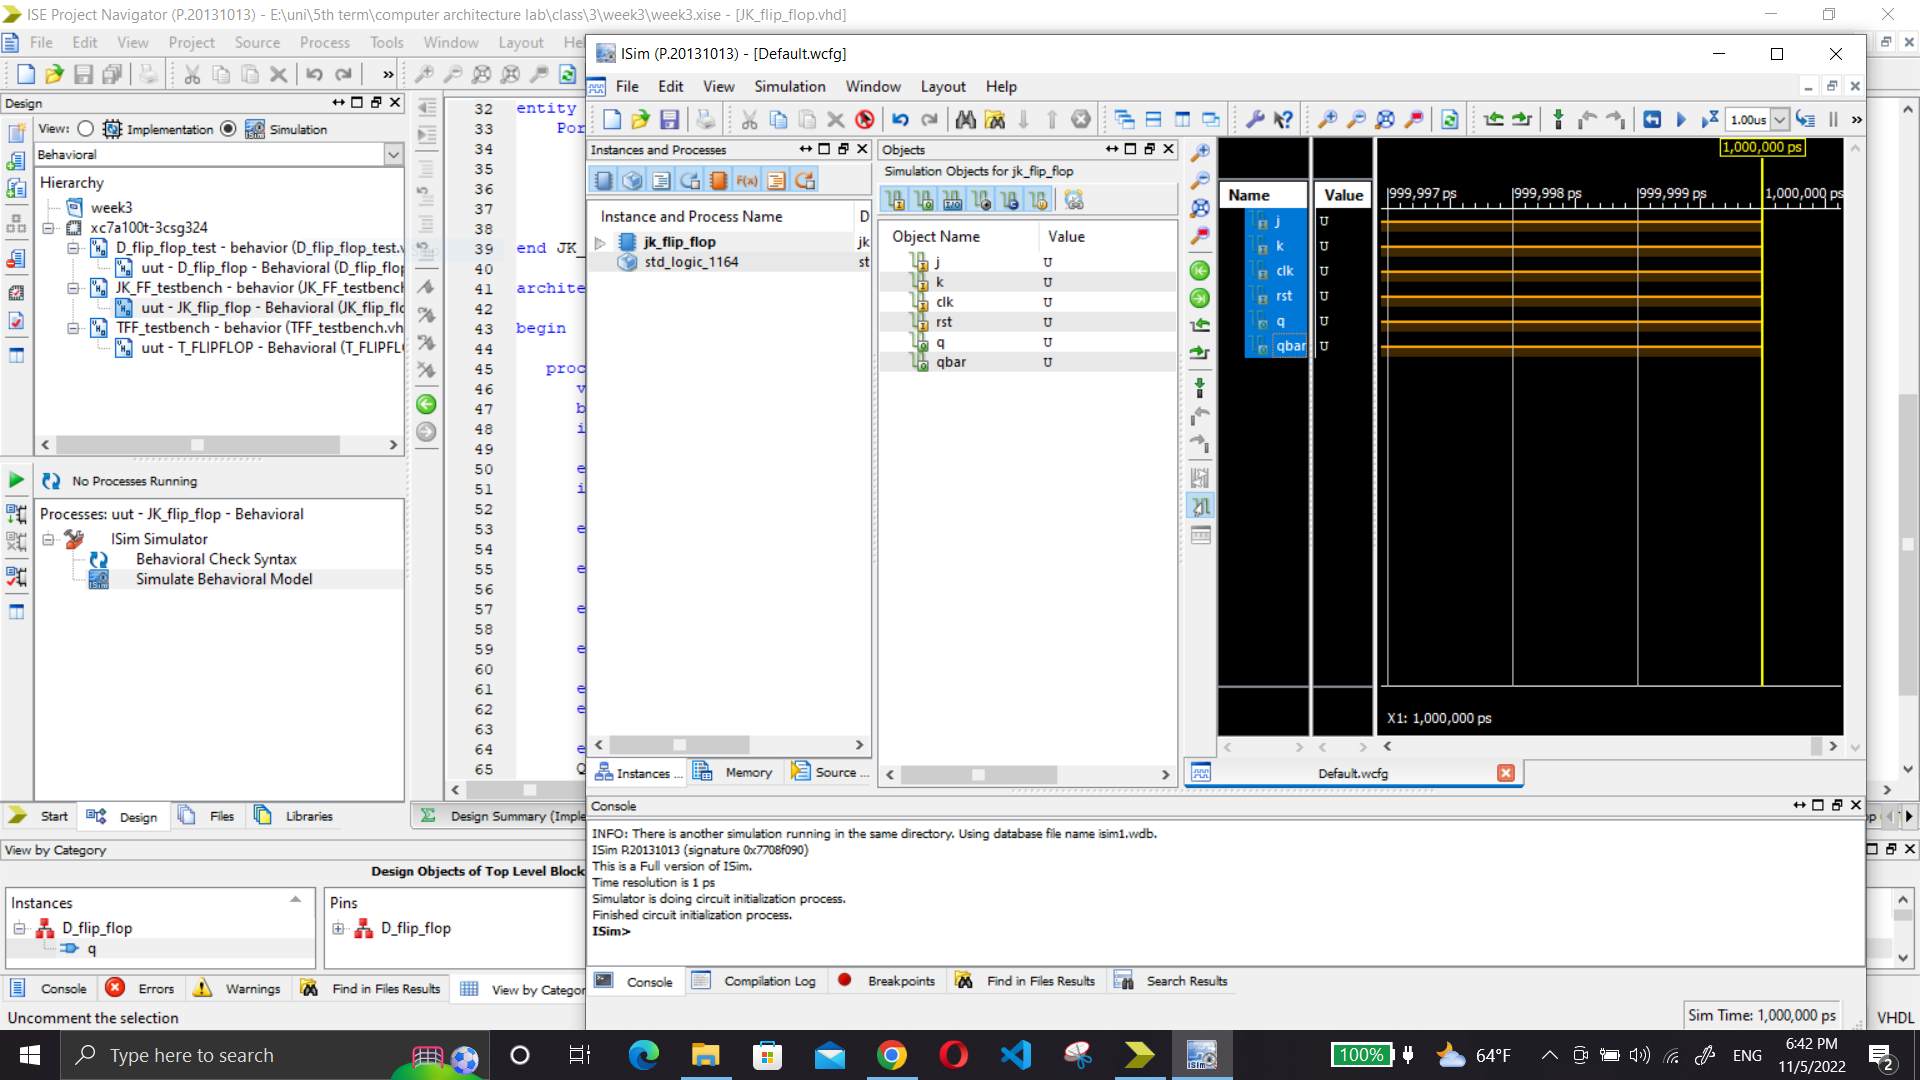 ISE Project Navigator (P.20131013) - E:\uni\5th term\computer architecture lab\class\3\week3\week3.xise - [JK_flip_flop.vhd]
File Edit View Project Source Process Tools Window Layout Hel
ISim (P.20131013) - [Default.wcfg]
File Edit View Simulation Window Layout Help
1.00us
Design
View: Implementation Simulation
Behavioral
Hierarchy
week3
xc7a100t-3csg324
D_flip_flop_test - behavior (D_flip_flop_test.v
uut - D_flip_flop - Behavioral (D_flip_flop
JK_FF_testbench - behavior (JK_FF_testbench
uut - JK_flip_flop - Behavioral (JK_flip_flo
TFF_testbench - behavior (TFF_testbench.vh
uut - T_FLIPFLOP - Behavioral (T_FLIPFLO
No Processes Running
Processes: uut - JK_flip_flop - Behavioral
ISim Simulator
Behavioral Check Syntax
Simulate Behavioral Model
Start Design Files Libraries
32 entity
33 Por
34
35
36
37
38
39 end JK_
40
41 archite
42
43 begin
44
45 proc
46 v
47 b
48 i
49
50 e
51 i
52
53 e
54
55 e
56
57 e
58
59 e
60
61 e
62 e
63
64 e
65 Q
Design Summary (Imple
Instances and Processes
F(x)
Instance and Process Name D
jk_flip_flop jk
std_logic_1164 st
Instances ... Memory Source ...
Objects
Simulation Objects for jk_flip_flop
Object Name Value
j U
k U
clk U
rst U
q U
qbar U
1,000,000 ps
Name Value 999,997 ps 999,998 ps 999,999 ps 1,000,000 ps
j U
k U
clk U
rst U
q U
qbar U
X1: 1,000,000 ps
Default.wcfg
Console
INFO: There is another simulation running in the same directory. Using database file name isim1.wdb.
ISim P.20131013 (signature 0x7708f090)
This is a Full version of ISim.
Time resolution is 1 ps
Simulator is doing circuit initialization process.
Finished circuit initialization process.
ISim>
Console Compilation Log Breakpoints Find in Files Results Search Results
Sim Time: 1,000,000 ps
View by Category
Design Objects of Top Level Block
Instances
D_flip_flop
q
Pins
D_flip_flop
Console Errors Warnings Find in Files Results View by Categor
Uncomment the selection
VHDL
Type here to search
100% 64°F ENG
6:42 PM
11/5/2022
2